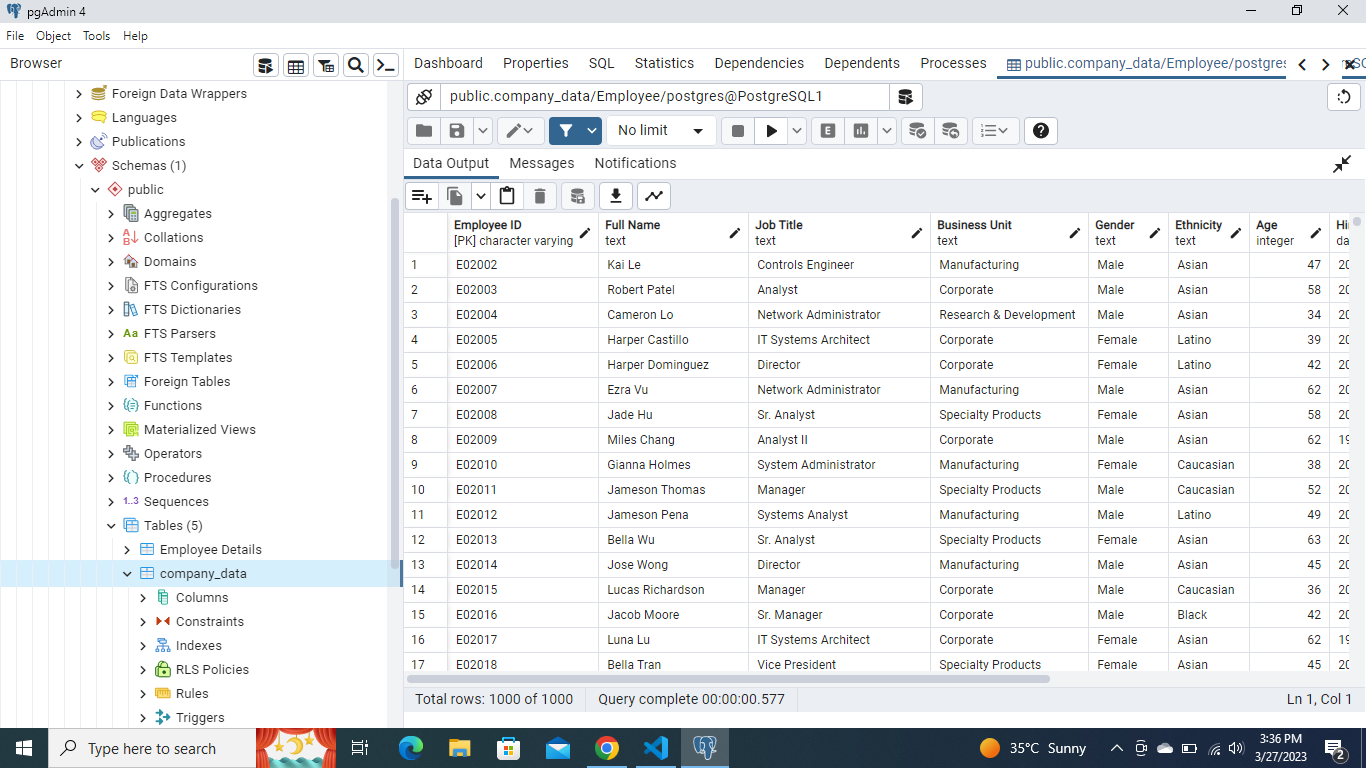 pgAdmin 4
File Object Tools Help
Browser
Foreign Data Wrappers
Languages
Publications
Schemas (1)
public
Aggregates
Collations
Domains
FTS Configurations
FTS Dictionaries
Aa FTS Parsers
FTS Templates
Foreign Tables
Functions
Materialized Views
Operators
Procedures
1..3 Sequences
Tables (5)
Employee Details
company_data
Columns
Constraints
Indexes
RLS Policies
Rules
Triggers
Dashboard Properties SQL Statistics Dependencies Dependents Processes public.company_data/Employee/postgres
public.company_data/Employee/postgres@PostgreSQL1
No limit E
Data Output Messages Notifications
Employee ID Full Name Job Title Business Unit Gender Ethnicity Age Hi
[PK] character varying text text text text text integer da
1 E02002 Kai Le Controls Engineer Manufacturing Male Asian 47 20
2 E02003 Robert Patel Analyst Corporate Male Asian 58 20
3 E02004 Cameron Lo Network Administrator Research & Development Male Asian 34 20
4 E02005 Harper Castillo IT Systems Architect Corporate Female Latino 39 20
5 E02006 Harper Dominguez Director Corporate Female Latino 42 20
6 E02007 Ezra Vu Network Administrator Manufacturing Male Asian 62 20
7 E02008 Jade Hu Sr. Analyst Specialty Products Female Asian 58 20
8 E02009 Miles Chang Analyst II Corporate Male Asian 62 19
9 E02010 Gianna Holmes System Administrator Manufacturing Female Caucasian 38 20
10 E02011 Jameson Thomas Manager Specialty Products Male Caucasian 52 20
11 E02012 Jameson Pena Systems Analyst Manufacturing Male Latino 49 20
12 E02013 Bella Wu Sr. Analyst Specialty Products Female Asian 63 20
13 E02014 Jose Wong Director Manufacturing Male Asian 45 20
14 E02015 Lucas Richardson Manager Corporate Male Caucasian 36 20
15 E02016 Jacob Moore Sr. Manager Corporate Male Black 42 20
16 E02017 Luna Lu IT Systems Architect Corporate Female Asian 62 19
17 E02018 Bella Tran Vice President Specialty Products Female Asian 45 20
Total rows: 1000 of 1000 Query complete 00:00:00.577 Ln 1, Col 1
Type here to search
35°C Sunny
3:36 PM
3/27/2023
2